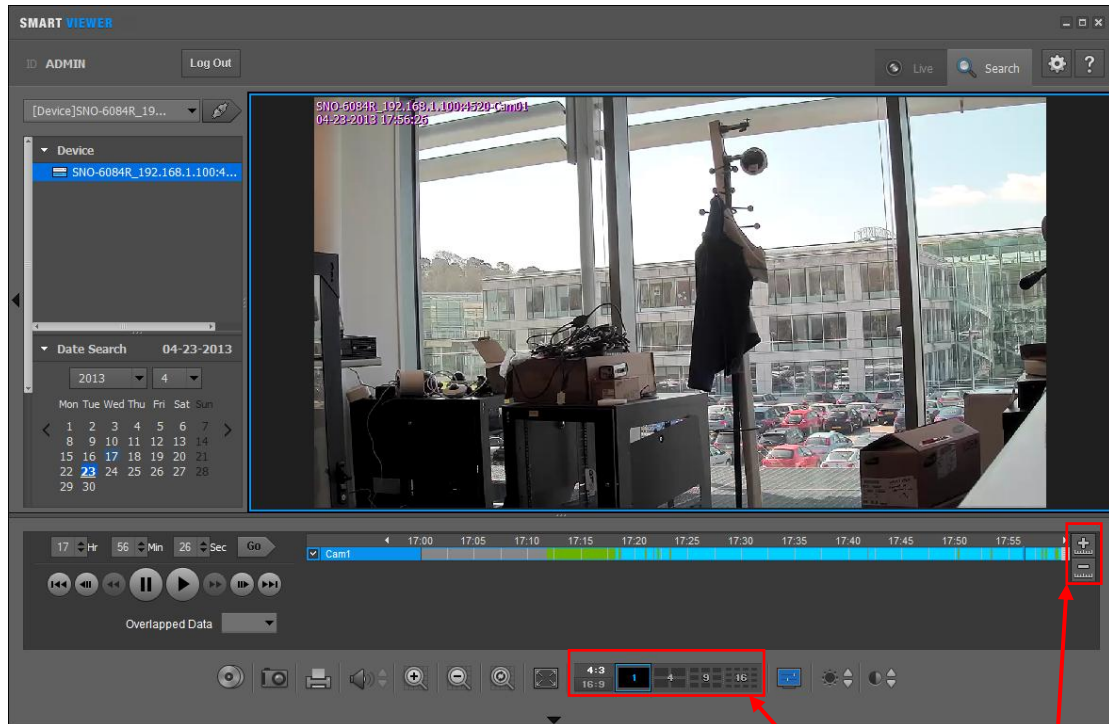 SMART VIEWER
ID ADMIN
Log Out
Live
Search
?
[Device]SNO-6084R_19...
Device
SNO-6084R_192.168.1.100:4...
SNO-6084R_192.168.1.100:4520-Cam01
04-23-2013 17:56:26
Date Search 04-23-2013
2013 4
Mon Tue Wed Thu Fri Sat Sun
1 2 3 4 5 6 7
8 9 10 11 12 13 14
15 16 17 18 19 20 21
22 23 24 25 26 27 28
29 30
17 Hr 56 Min 26 Sec Go
17:00 17:05 17:10 17:15 17:20 17:25 17:30 17:35 17:40 17:45 17:50 17:55
Cam1
Overlapped Data
4:3
16:9
1 4 9 16